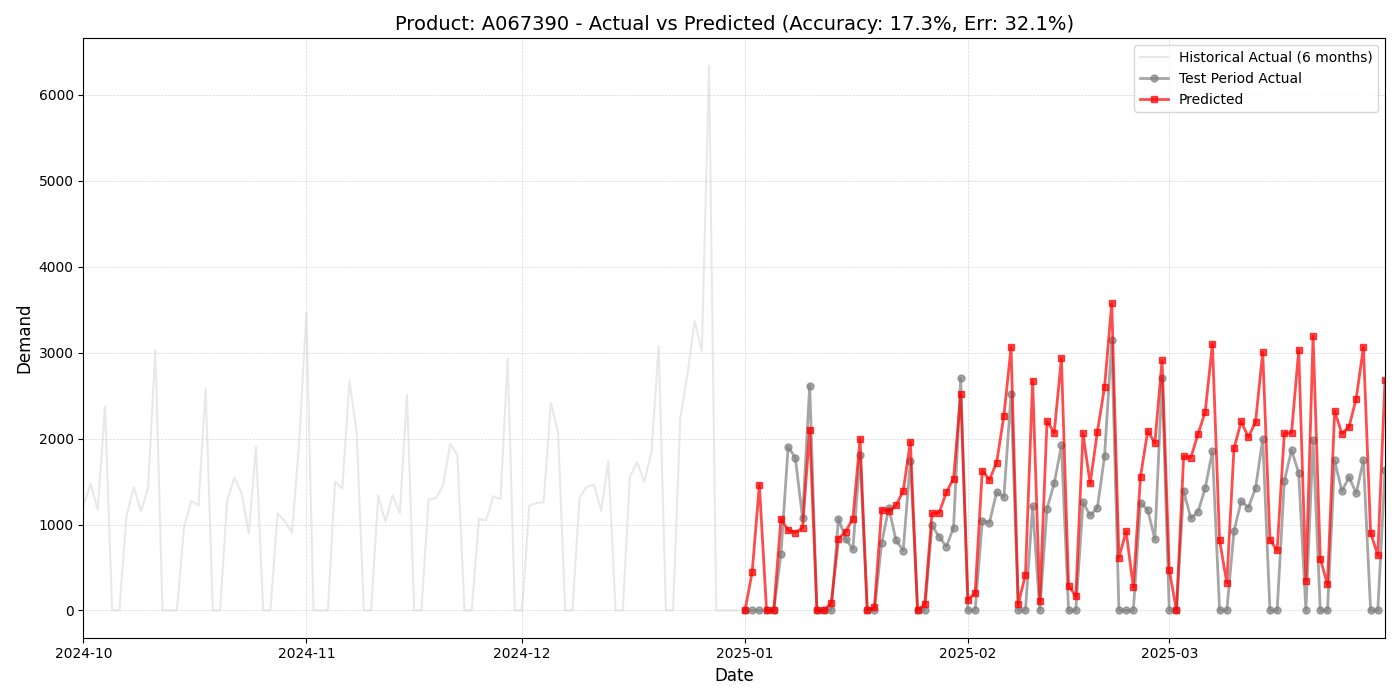 Product: A067390 - Actual vs Predicted (Accuracy: 17.3%, Err: 32.1%)
Historical Actual (6 months)
Test Period Actual
Predicted
Demand
6000
5000
4000
3000
2000
1000
0
2024-10
2024-11
2024-12
2025-01
2025-02
2025-03
Date